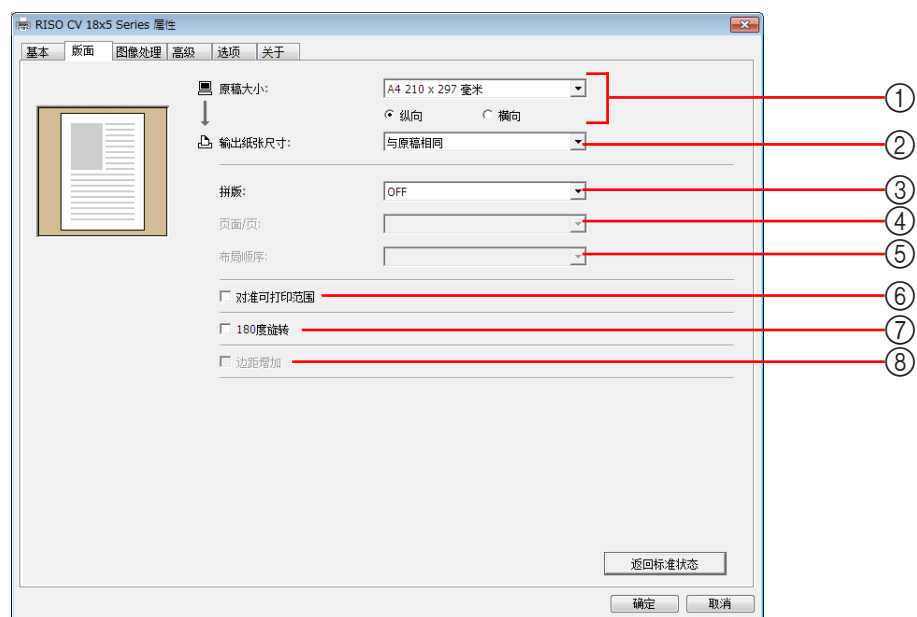 RISO CV 18x5 Series 属性
基本 版面 图像处理 高级 选项 关于
原稿大小: A4 210 x 297 毫米
纵向 横向
①
输出纸张尺寸: 与原稿相同 ②
拼版: OFF ③
页面/页: ④
布局顺序: ⑤
对准可打印范围 ⑥
180度旋转 ⑦
边距增加 ⑧
返回标准状态
确定 取消